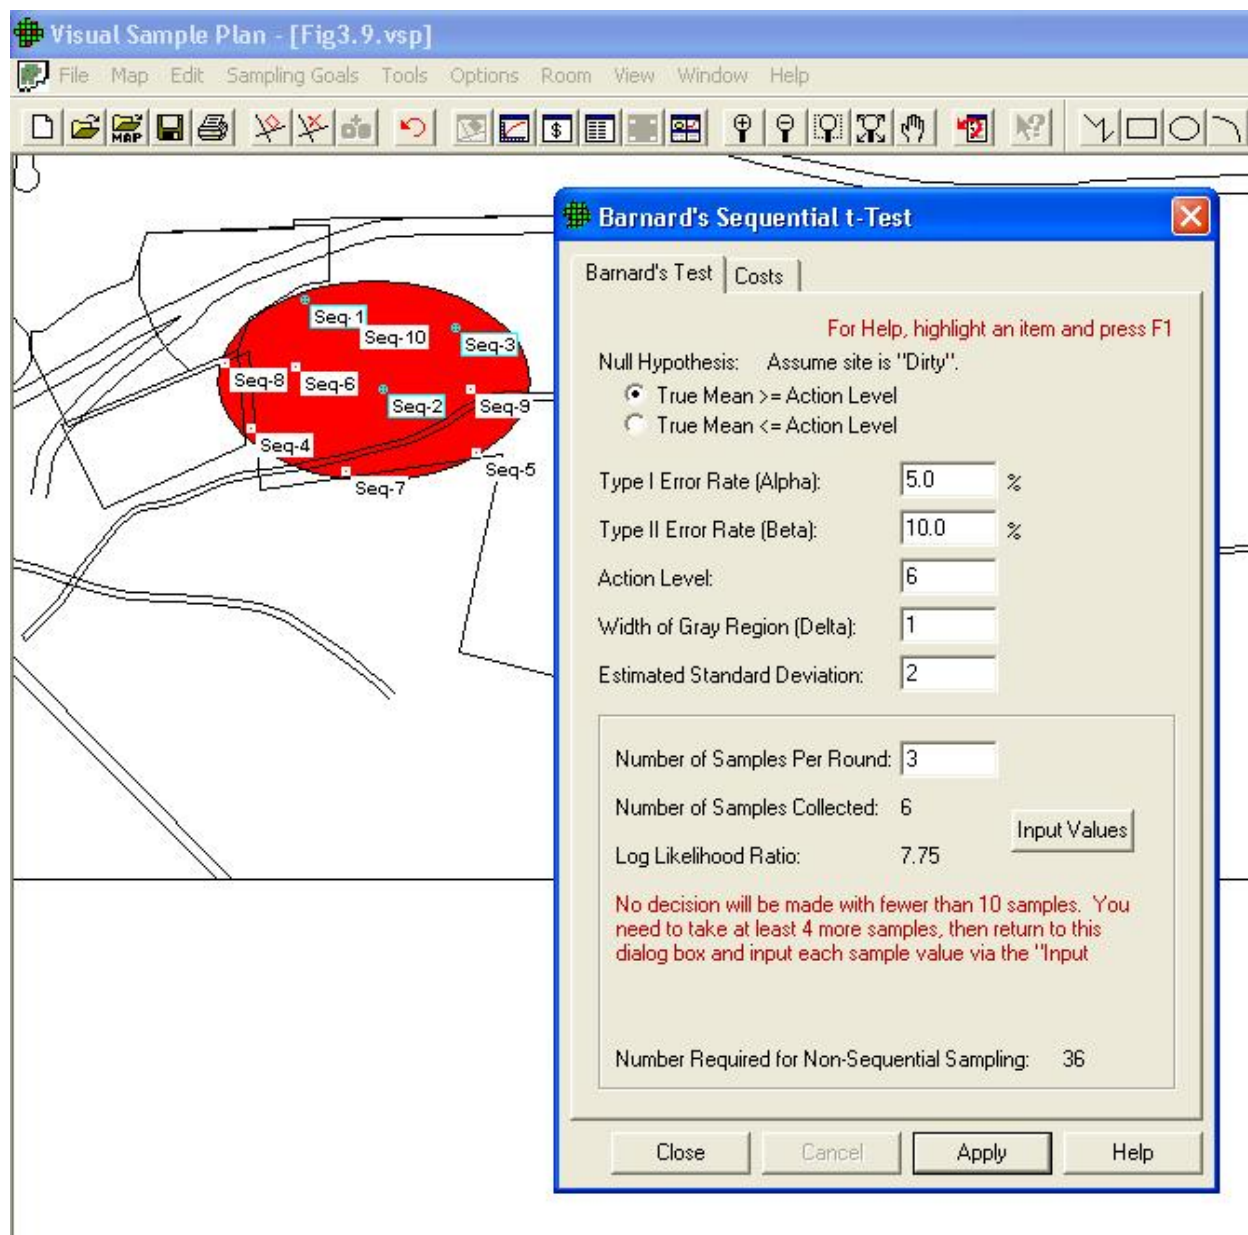 Visual Sample Plan - [Fig3.9.vsp]
File Map Edit Sampling Goals Tools Options Room View Window Help
MAP
$
Seq-1
Seq-10
Seq-3
Seq-8
Seq-6
Seq-2
Seq-9
Seq-4
Seq-5
Seq-7
Barnard's Sequential t-Test
Barnard's Test Costs
For Help, highlight an item and press F1
Null Hypothesis: Assume site is "Dirty".
True Mean >= Action Level
True Mean <= Action Level
Type I Error Rate (Alpha): 5.0 %
Type II Error Rate (Beta): 10.0 %
Action Level: 6
Width of Gray Region (Delta): 1
Estimated Standard Deviation: 2
Number of Samples Per Round: 3
Number of Samples Collected: 6
Input Values
Log Likelihood Ratio: 7.75
No decision will be made with fewer than 10 samples. You
need to take at least 4 more samples, then return to this
dialog box and input each sample value via the "Input
Number Required for Non-Sequential Sampling: 36
Close Cancel Apply Help